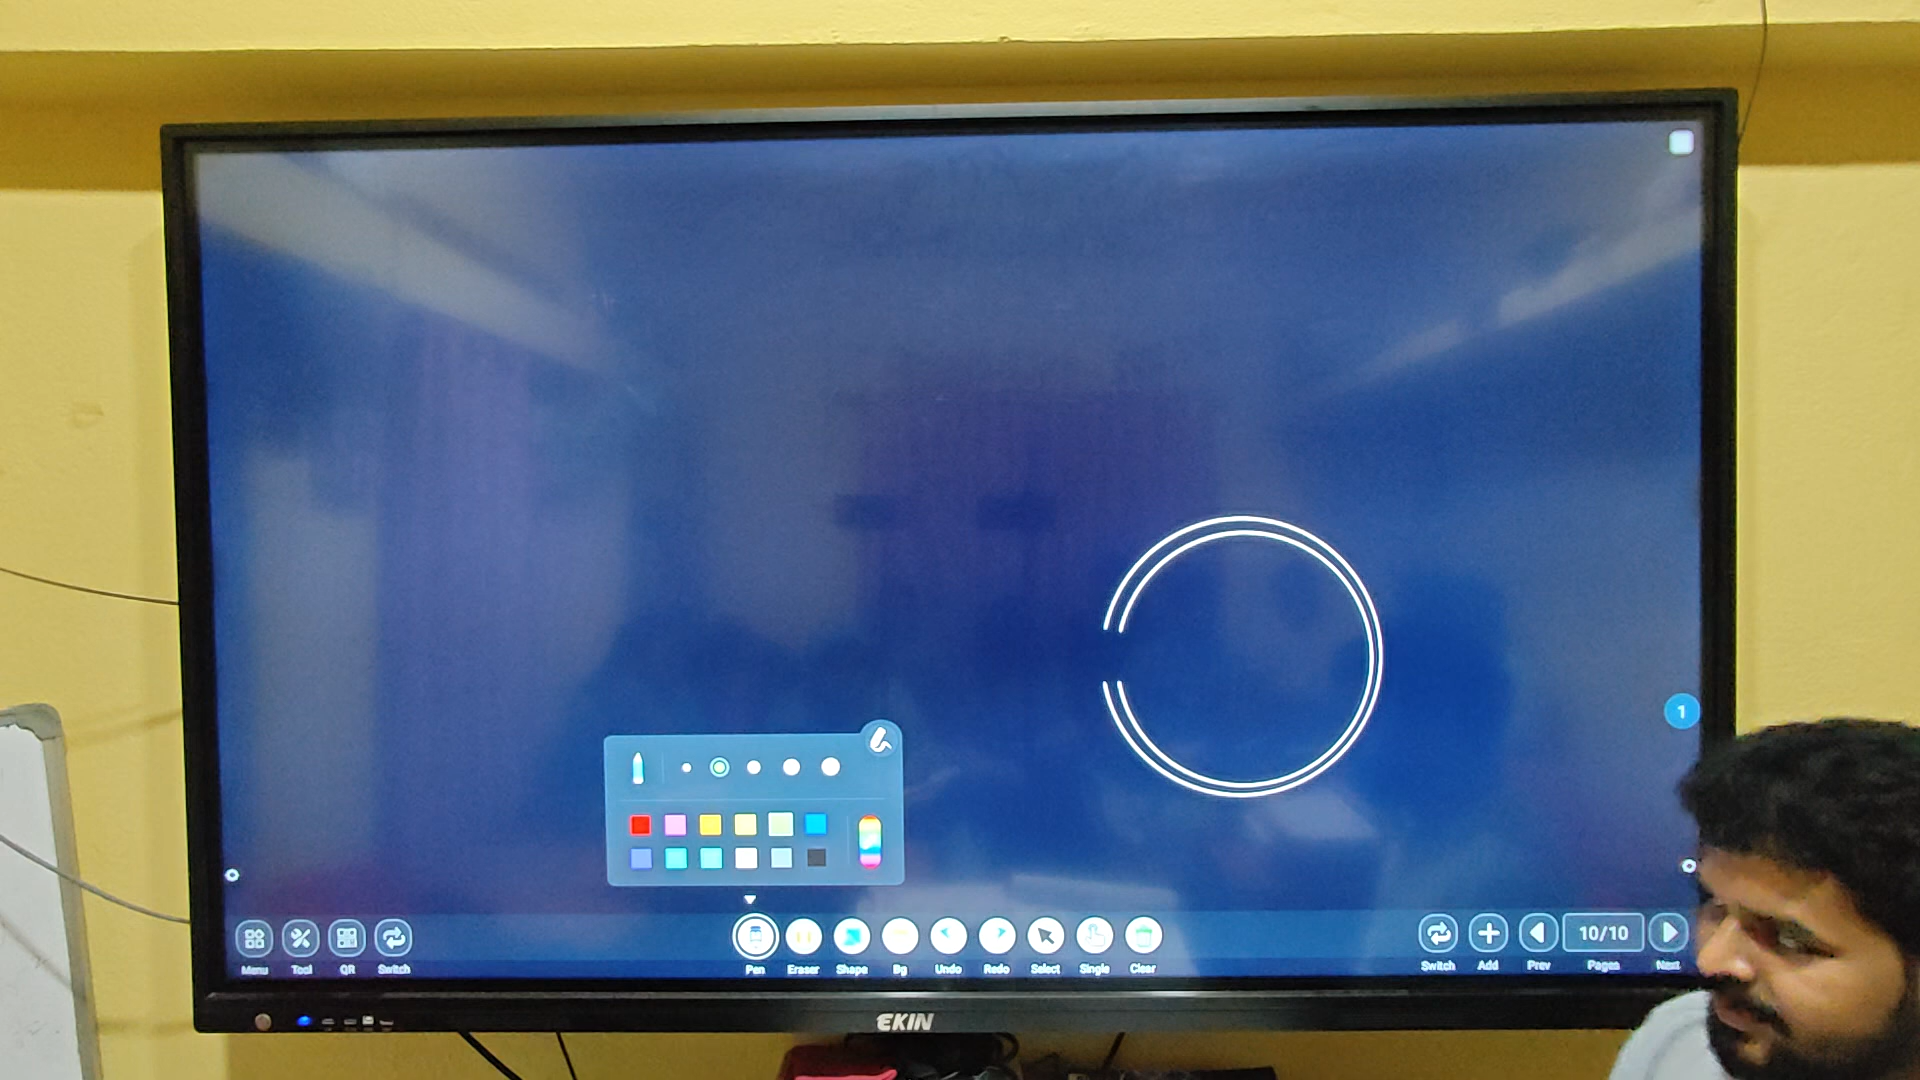 1
Menu Tool QR Switch Pen Eraser Shape Bg Undo Redo Select Single Clear Switch Add Prev 10/10 Pages Next
EKIN